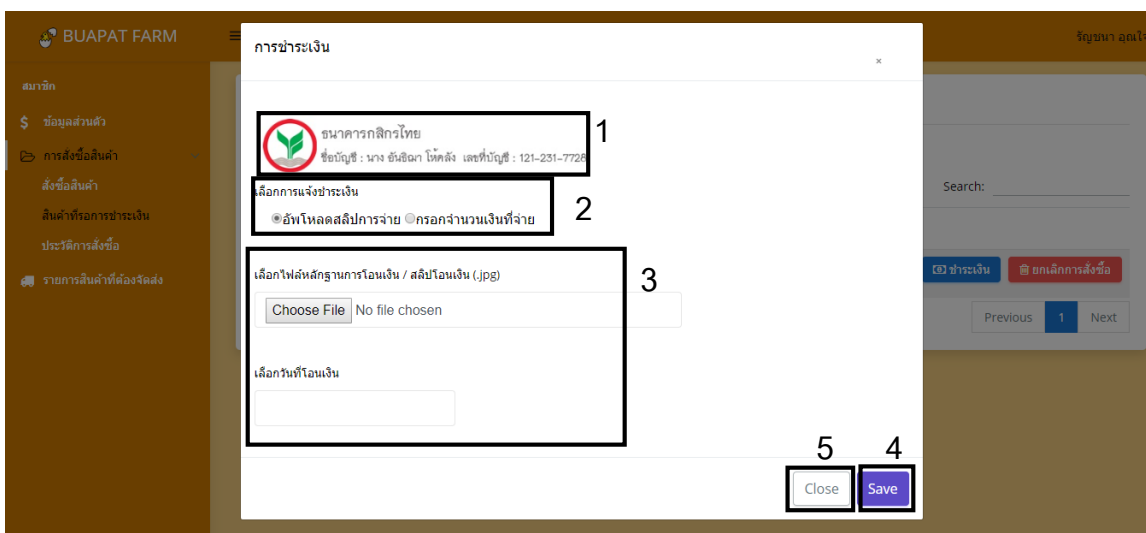 BUAPAT FARM
สมาชิก
ข้อมูลส่วนตัว
การสั่งซื้อสินค้า
สั่งซื้อสินค้า
สินค้าที่รอการชำระเงิน
ประวัติการสั่งซื้อ
รายการสินค้าที่ต้องจัดส่ง
การชำระเงิน
×
ธนาคารกสิกรไทย
ชื่อบัญชี : นาง ยันธิฌา โห้คลัง เลขที่บัญชี : 121-231-7728
1
เลือกการแจ้งชำระเงิน
อัพโหลดสลิปการจ่าย กรอกจำนวนเงินที่จ่าย
2
เลือกไฟล์หลักฐานการโอนเงิน / สลิปโอนเงิน (.jpg)
3
Choose File No file chosen
เลือกวันที่โอนเงิน
5
4
Close
Save
รัญชนา
Search:
ชำระเงิน
ยกเลิกการสั่งซื้อ
Previous 1 Next